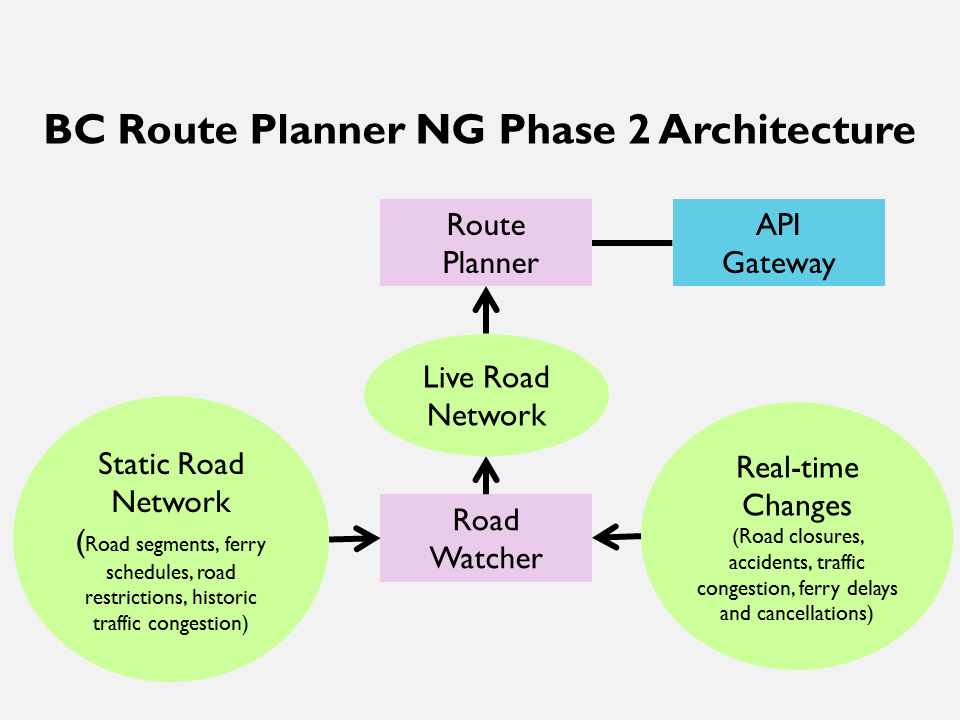 BC Route Planner NG Phase 2 Architecture
Route
Planner
API
Gateway
Live Road
Network
Static Road
Network
(Road segments, ferry
schedules, road
restrictions, historic
traffic congestion)
Road
Watcher
Real-time
Changes
(Road closures,
accidents, traffic
congestion, ferry delays
and cancellations)